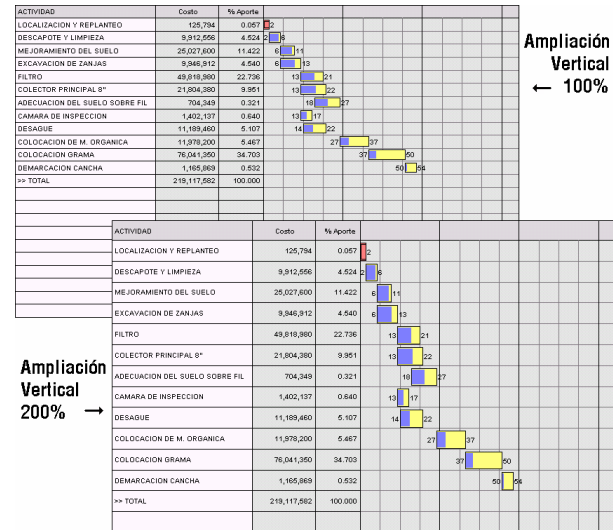 ACTIVIDAD Costo % Aporte
LOCALIZACION Y REPLANTEO 125,794 0.057 2
DESCAPOTE Y LIMPIEZA 9,912,556 4.524 2 6
MEJORAMIENTO DEL SUELO 25,027,600 11.422 6 11
EXCAVACION DE ZANJAS 9,946,912 4.540 6 13
FILTRO 49,818,980 22.736 13 21
COLECTOR PRINCIPAL 8" 21,804,380 9.951 13 22
ADECUACION DEL SUELO SOBRE FIL 704,349 0.321 18 27
CAMARA DE INSPECCION 1,402,137 0.640 13 17
DESAGUE 11,189,460 5.107 14 22
COLOCACION DE M. ORGANICA 11,978,200 5.467 27 37
COLOCACION GRAMA 76,041,350 34.703 37 50
DEMARCACION CANCHA 1,165,869 0.532 50 54
>> TOTAL 219,117,582 100.000
Ampliación
Vertical
← 100%
ACTIVIDAD Costo % Aporte
LOCALIZACION Y REPLANTEO 125,794 0.057 2
DESCAPOTE Y LIMPIEZA 9,912,556 4.524 2 6
MEJORAMIENTO DEL SUELO 25,027,600 11.422 6 11
EXCAVACION DE ZANJAS 9,946,912 4.540 6 13
FILTRO 49,818,980 22.736 13 21
COLECTOR PRINCIPAL 8" 21,804,380 9.951 13 22
ADECUACION DEL SUELO SOBRE FIL 704,349 0.321 18 27
CAMARA DE INSPECCION 1,402,137 0.640 13 17
DESAGUE 11,189,460 5.107 14 22
COLOCACION DE M. ORGANICA 11,978,200 5.467 27 37
COLOCACION GRAMA 76,041,350 34.703 37 50
DEMARCACION CANCHA 1,165,869 0.532 50 54
>> TOTAL 219,117,582 100.000
Ampliación
Vertical
200% →